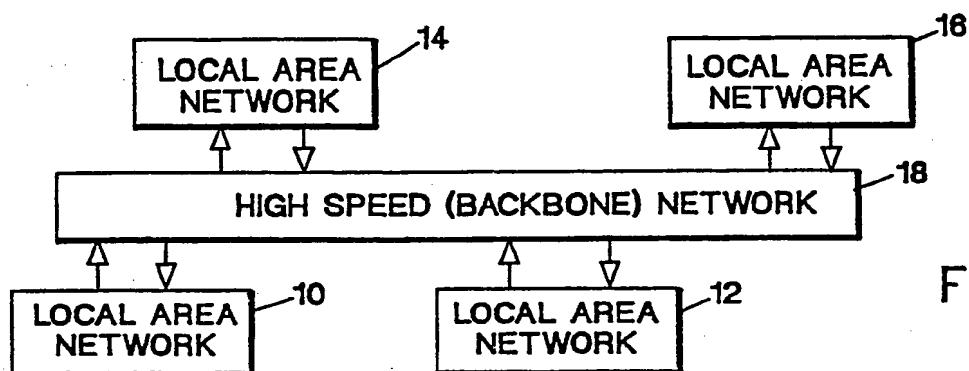 14
LOCAL AREA
NETWORK
16
LOCAL AREA
NETWORK
18
HIGH SPEED (BACKBONE) NETWORK
10
LOCAL AREA
NETWORK
12
LOCAL AREA
NETWORK
F